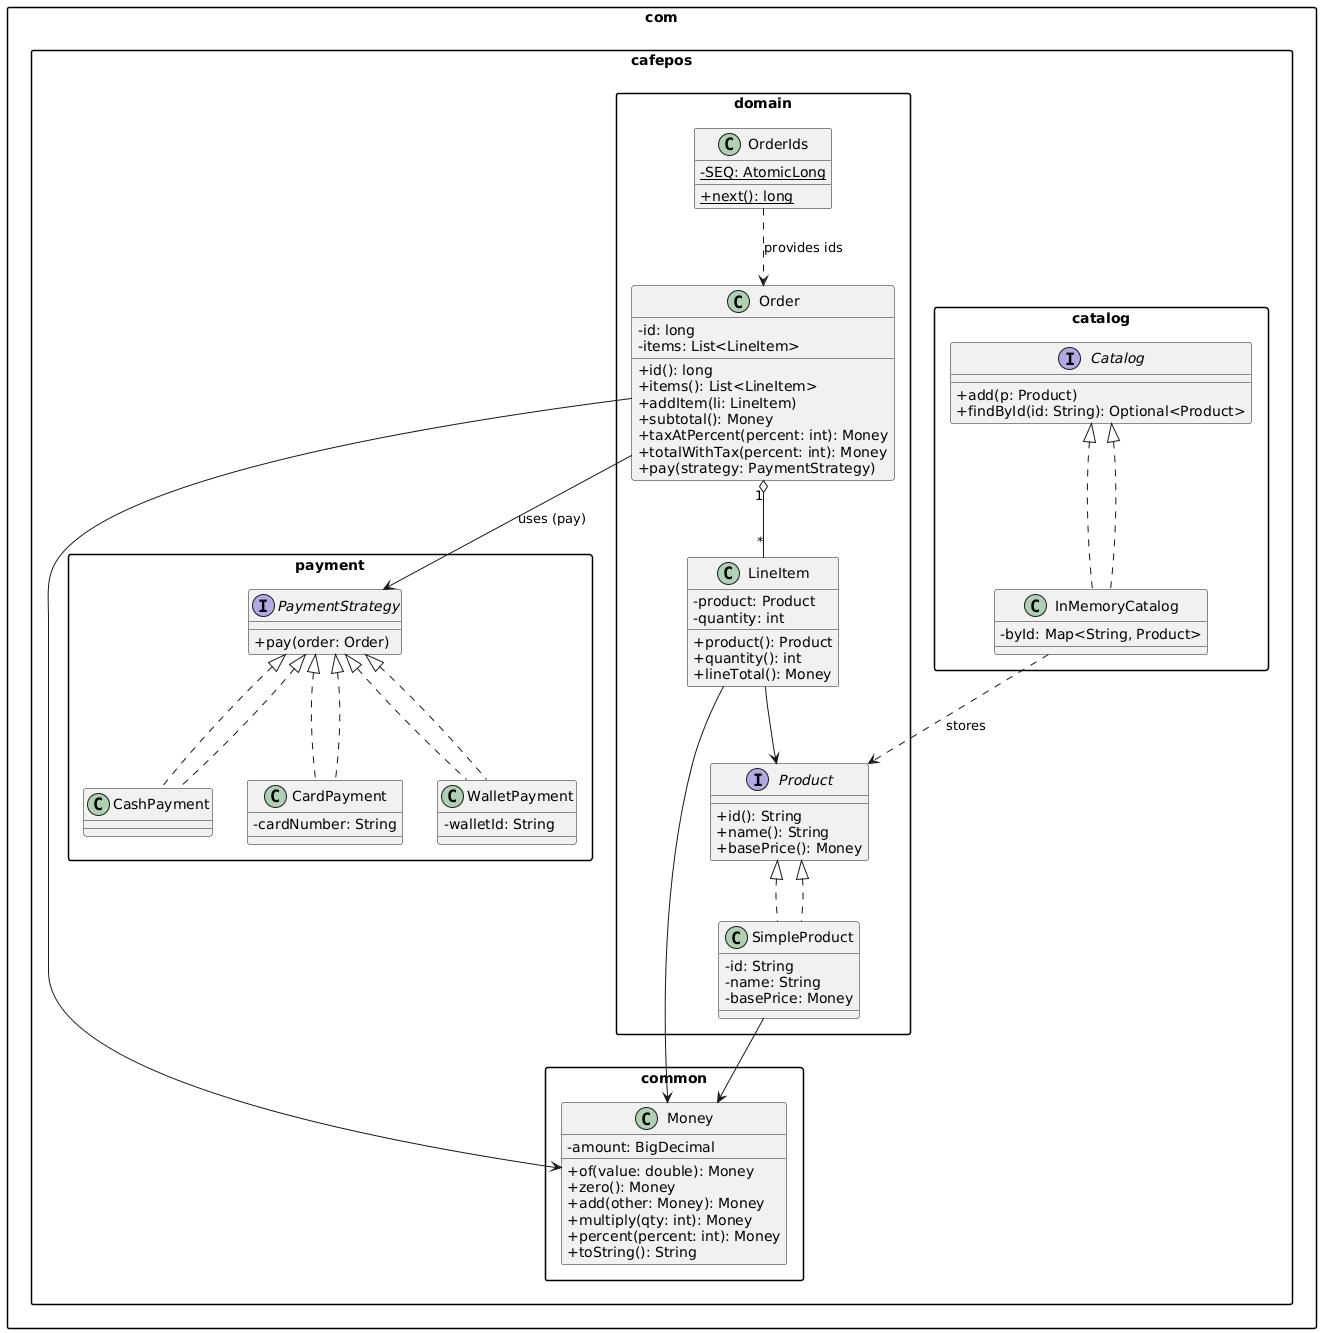 com
cafepos
domain
C OrderIds
-SEQ: AtomicLong
+next(): long
provides ids
C Order
-id: long
-items: List<LineItem>
+id(): long
+items(): List<LineItem>
+addItem(li: LineItem)
+subtotal(): Money
+taxAtPercent(percent: int): Money
+totalWithTax(percent: int): Money
+pay(strategy: PaymentStrategy)
catalog
I Catalog
+add(p: Product)
+findById(id: String): Optional<Product>
1
uses (pay)
*
payment
I PaymentStrategy
+pay(order: Order)
C LineItem
-product: Product
-quantity: int
+product(): Product
+quantity(): int
+lineTotal(): Money
C InMemoryCatalog
-byId: Map<String, Product>
stores
C CashPayment
C CardPayment
-cardNumber: String
C WalletPayment
-walletId: String
I Product
+id(): String
+name(): String
+basePrice(): Money
C SimpleProduct
-id: String
-name: String
-basePrice: Money
common
C Money
-amount: BigDecimal
+of(value: double): Money
+zero(): Money
+add(other: Money): Money
+multiply(qty: int): Money
+percent(percent: int): Money
+toString(): String